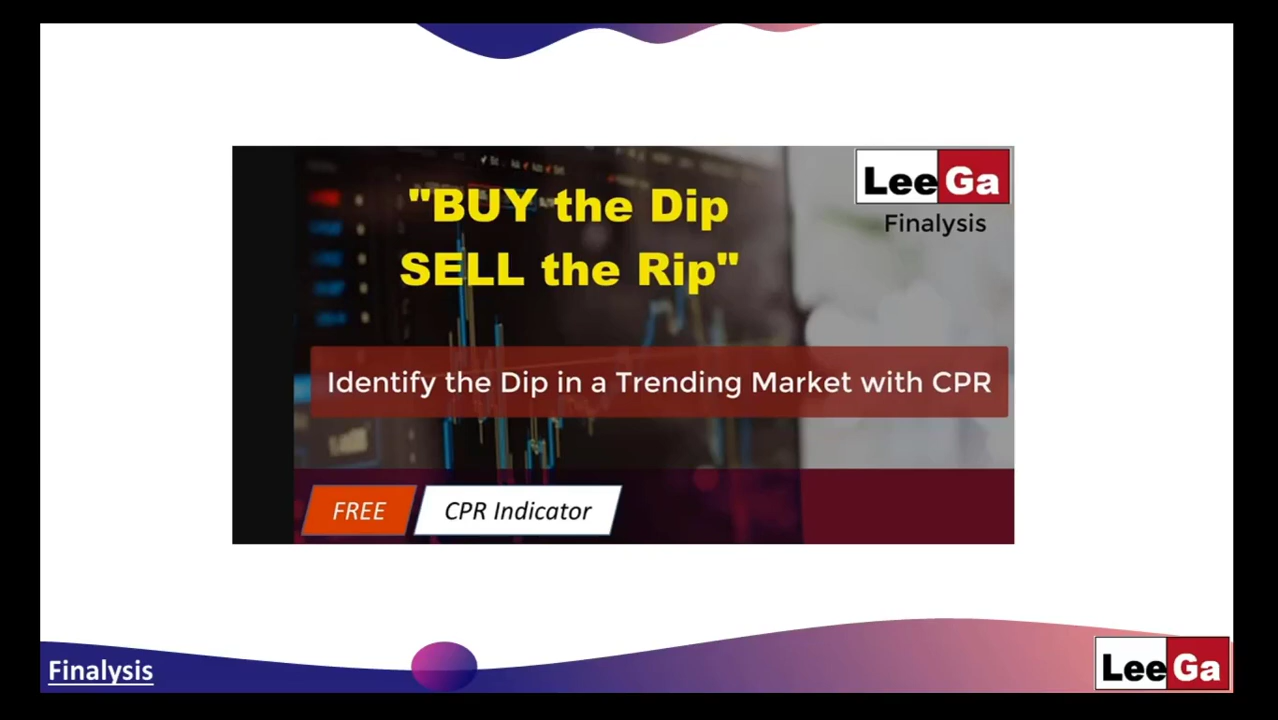 "BUY the Dip
SELL the Rip"
LeeGa
Finalysis
Identify the Dip in a Trending Market with CPR
FREE
CPR Indicator
Finalysis
LeeGa